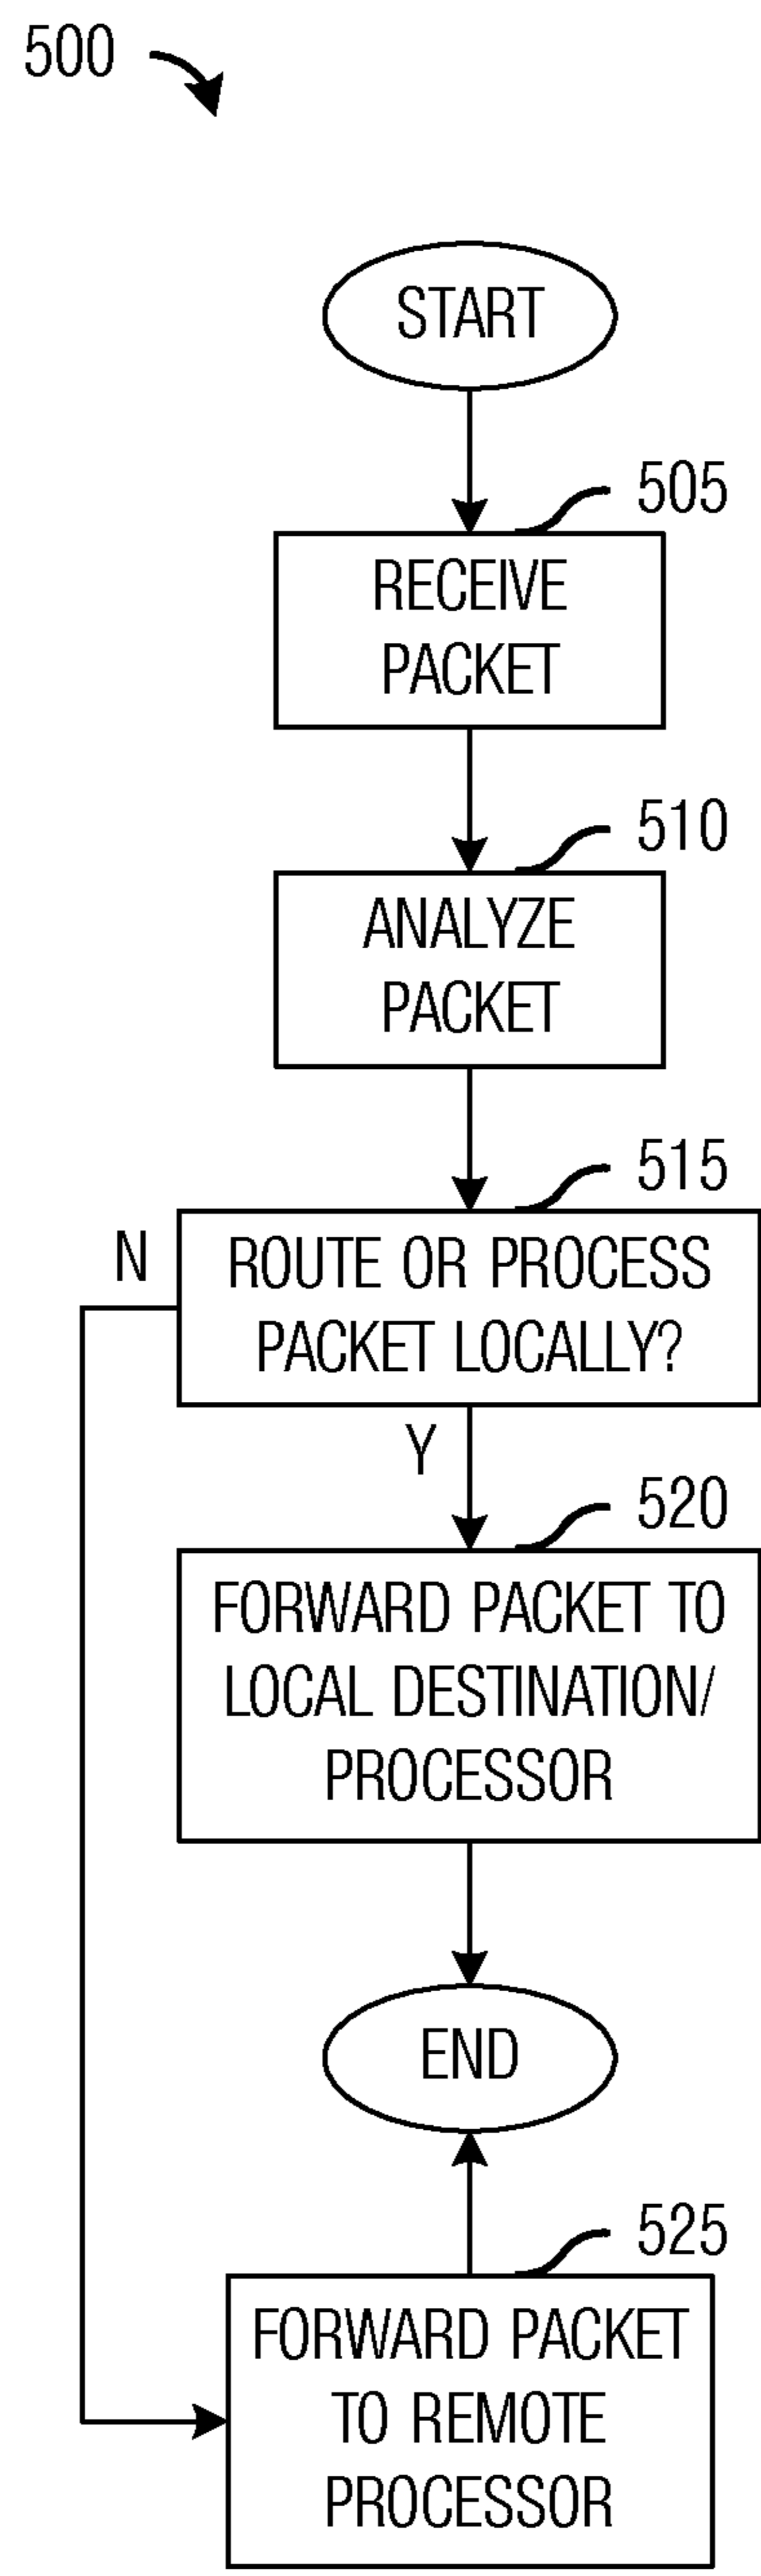 500
START
505
RECEIVE
PACKET
510
ANALYZE
PACKET
515
N
ROUTE OR PROCESS
PACKET LOCALLY?
Y
520
FORWARD PACKET TO
LOCAL DESTINATION/
PROCESSOR
END
525
FORWARD PACKET
TO REMOTE
PROCESSOR